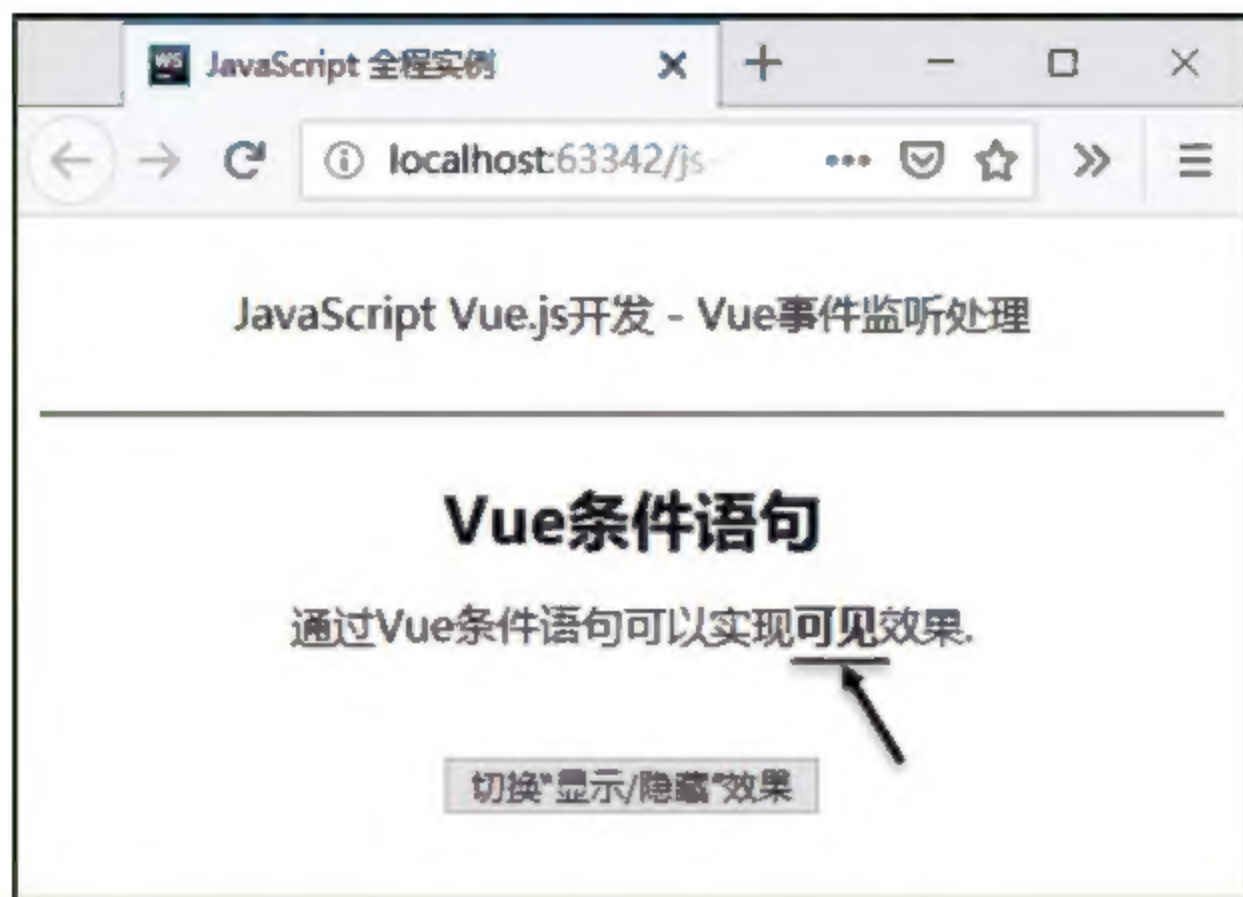 JavaScript 全程实例
localhost:63342/js-
JavaScript Vue.js开发 - Vue事件监听处理
Vue条件语句
通过Vue条件语句可以实现可见效果.
切换"显示/隐藏"效果